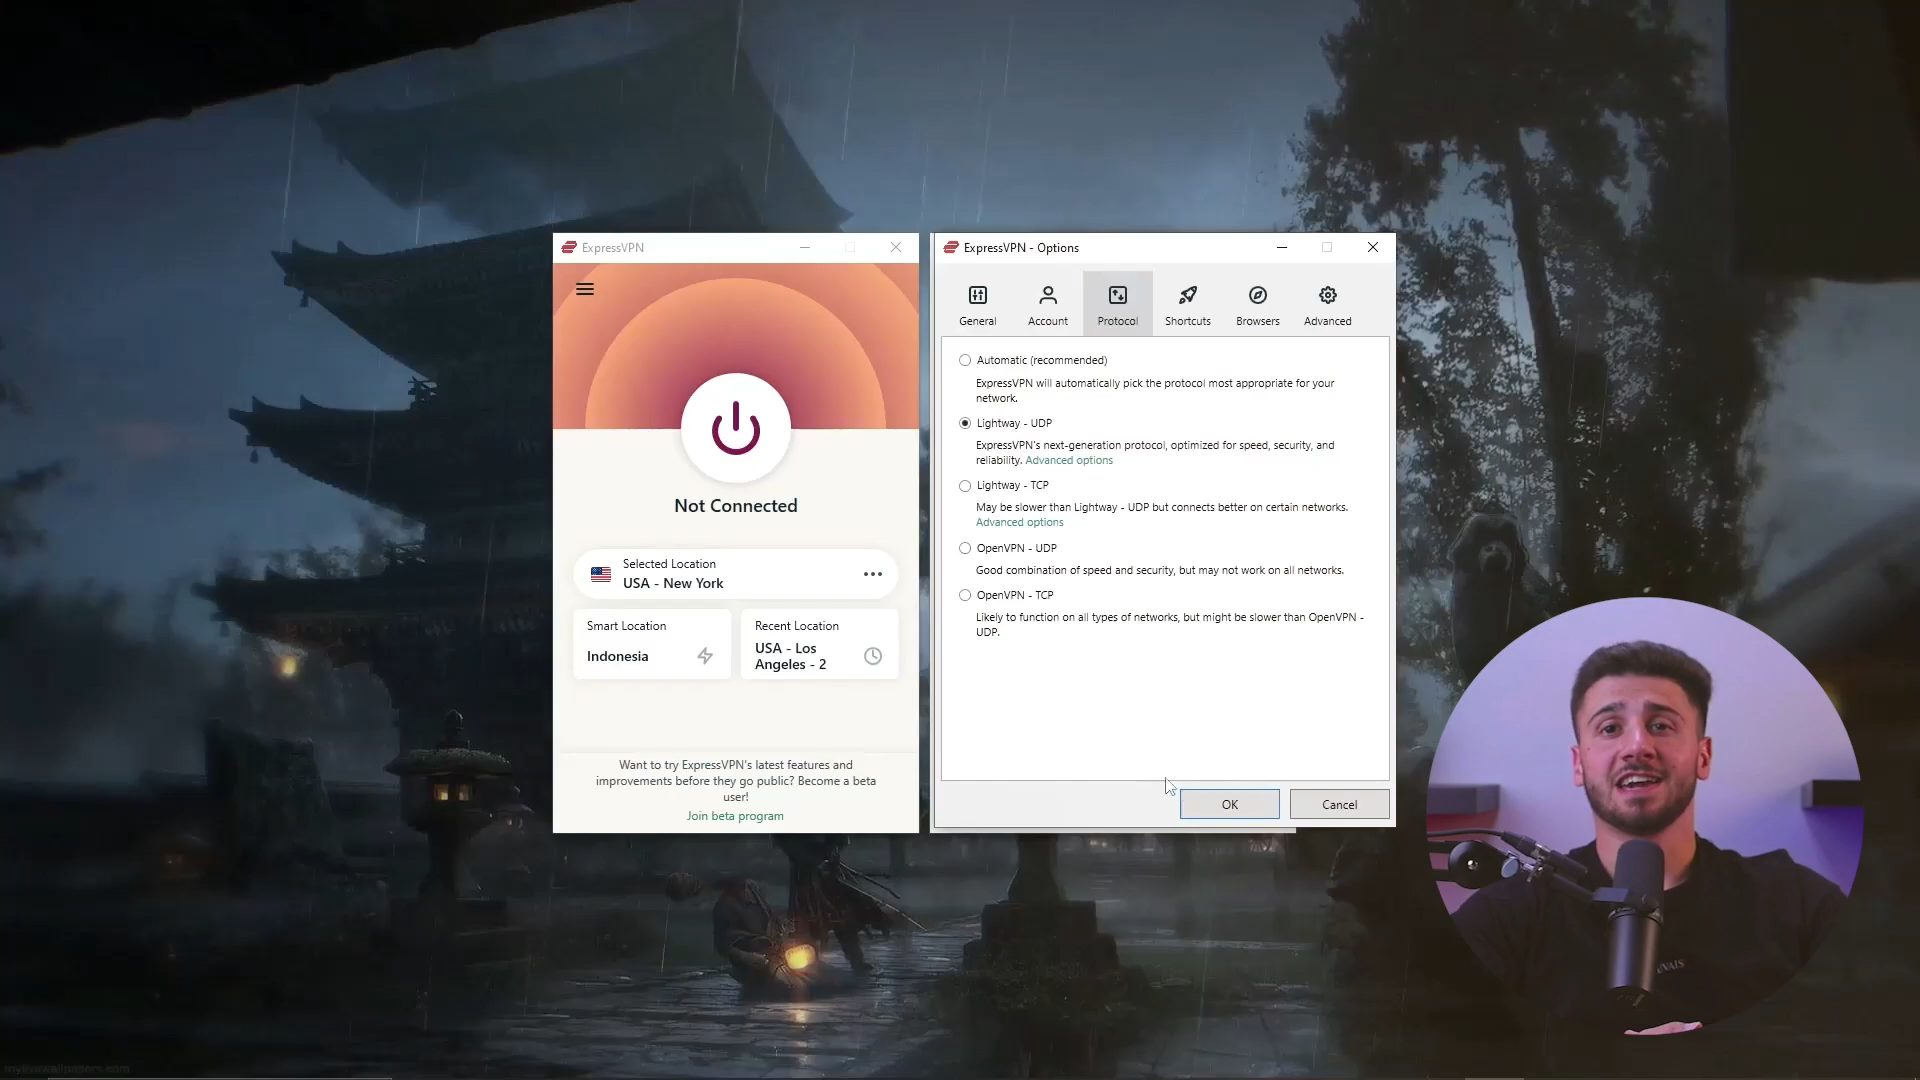 ExpressVPN
Not Connected
Selected Location
USA - New York
Smart Location
Indonesia
Recent Location
USA - Los
Angeles - 2
Want to try ExpressVPN's latest features and
improvements before they go public? Become a beta
user!
Join beta program
ExpressVPN - Options
General
Account
Protocol
Shortcuts
Browsers
Advanced
Automatic (recommended)
ExpressVPN will automatically pick the protocol most appropriate for your
network.
Lightway - UDP
ExpressVPN's next-generation protocol, optimized for speed, security, and
reliability. Advanced options
Lightway - TCP
May be slower than Lightway - UDP but connects better on certain networks.
Advanced options
OpenVPN - UDP
Good combination of speed and security, but may not work on all networks.
OpenVPN - TCP
Likely to function on all types of networks, but might be slower than OpenVPN -
UDP.
OK
Cancel
mylivewallpapers.com